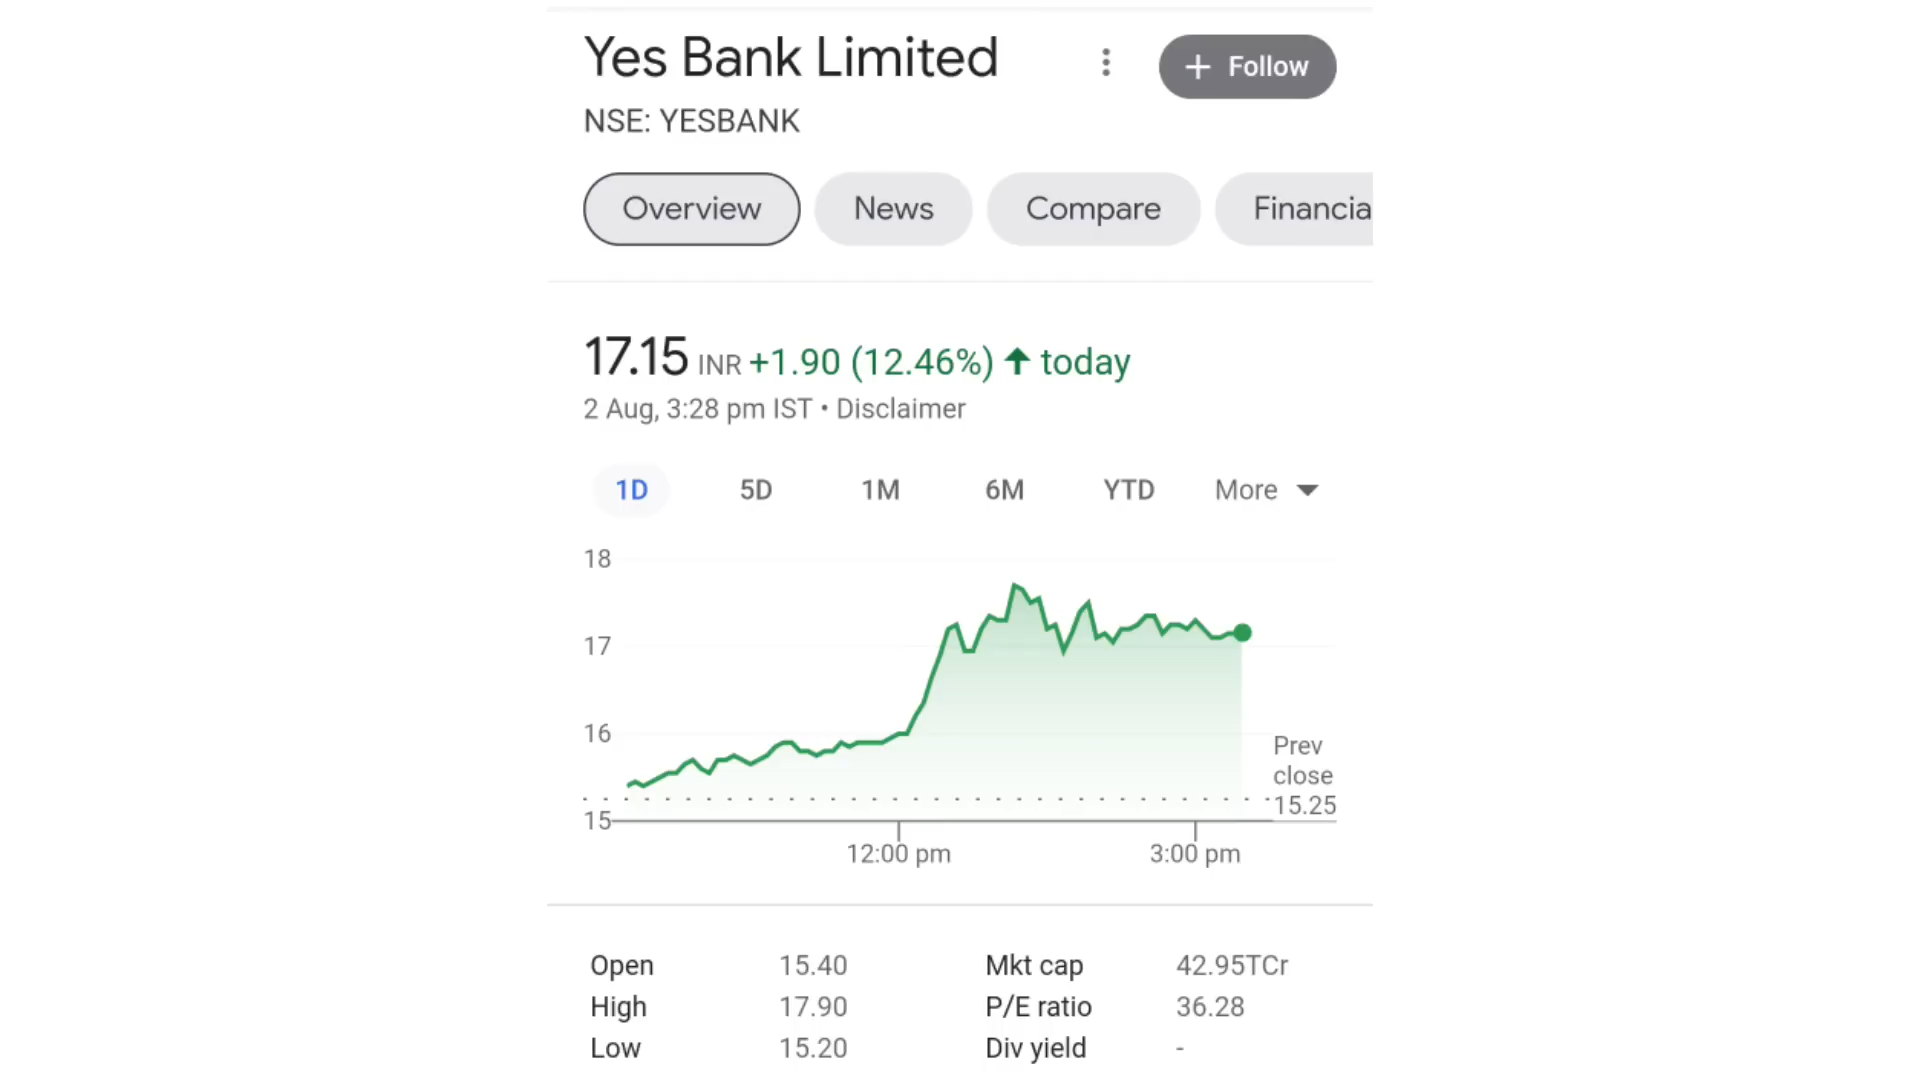 Yes Bank Limited
+ Follow
NSE: YESBANK
Overview News Compare Financia
17.15 INR +1.90 (12.46%) ↑ today
2 Aug, 3:28 pm IST • Disclaimer
1D 5D 1M 6M YTD More
18
17
16
15
Prev
close
15.25
12:00 pm 3:00 pm
Open 15.40 Mkt cap 42.95TCr
High 17.90 P/E ratio 36.28
Low 15.20 Div yield -